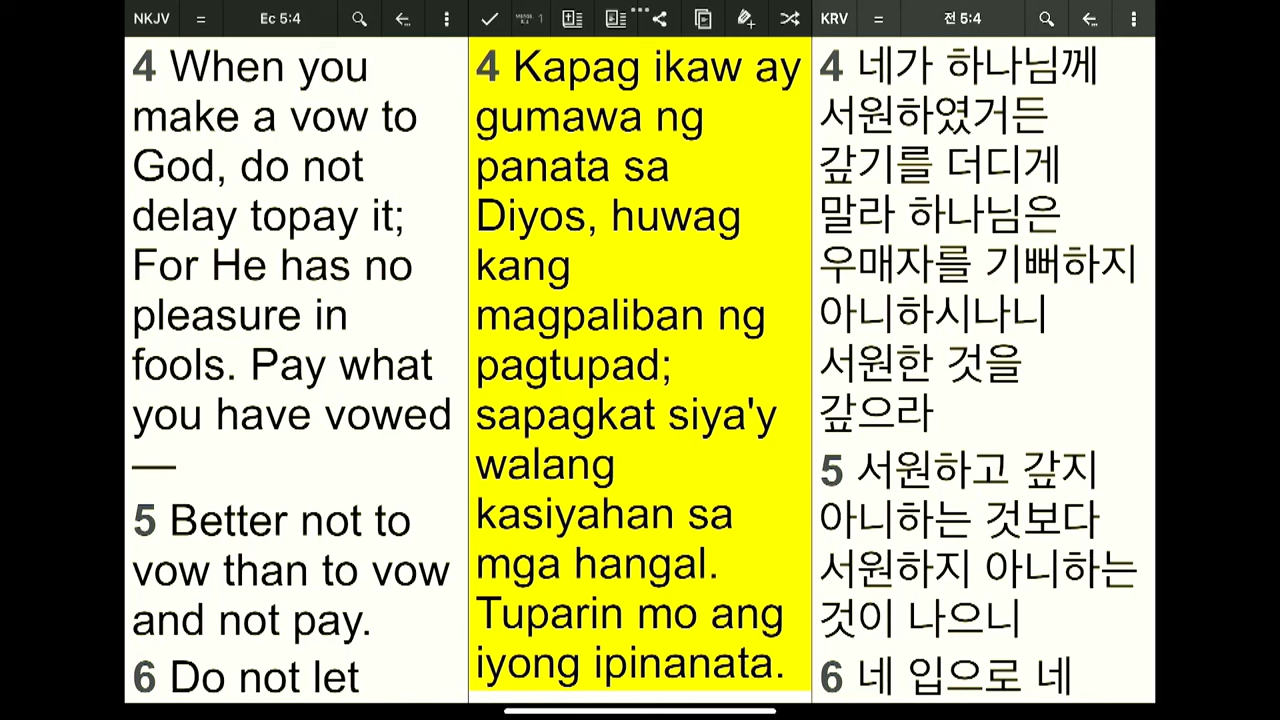 NKJV = Ec 5:4
4 When you
make a vow to
God, do not
delay topay it;
For He has no
pleasure in
fools. Pay what
you have vowed
—
5 Better not to
vow than to vow
and not pay.
6 Do not let
4 Kapag ikaw ay
gumawa ng
panata sa
Diyos, huwag
kang
magpaliban ng
pagtupad;
sapagkat siya'y
walang
kasiyahan sa
mga hangal.
Tuparin mo ang
iyong ipinanata.
KRV = 전 5:4
4 네가 하나님께
서원하였거든
갚기를 더디게
말라 하나님은
우매자를 기뻐하지
아니하시나니
서원한 것을
갚으라
5 서원하고 갚지
아니하는 것보다
서원하지 아니하는
것이 나으니
6 네 입으로 네